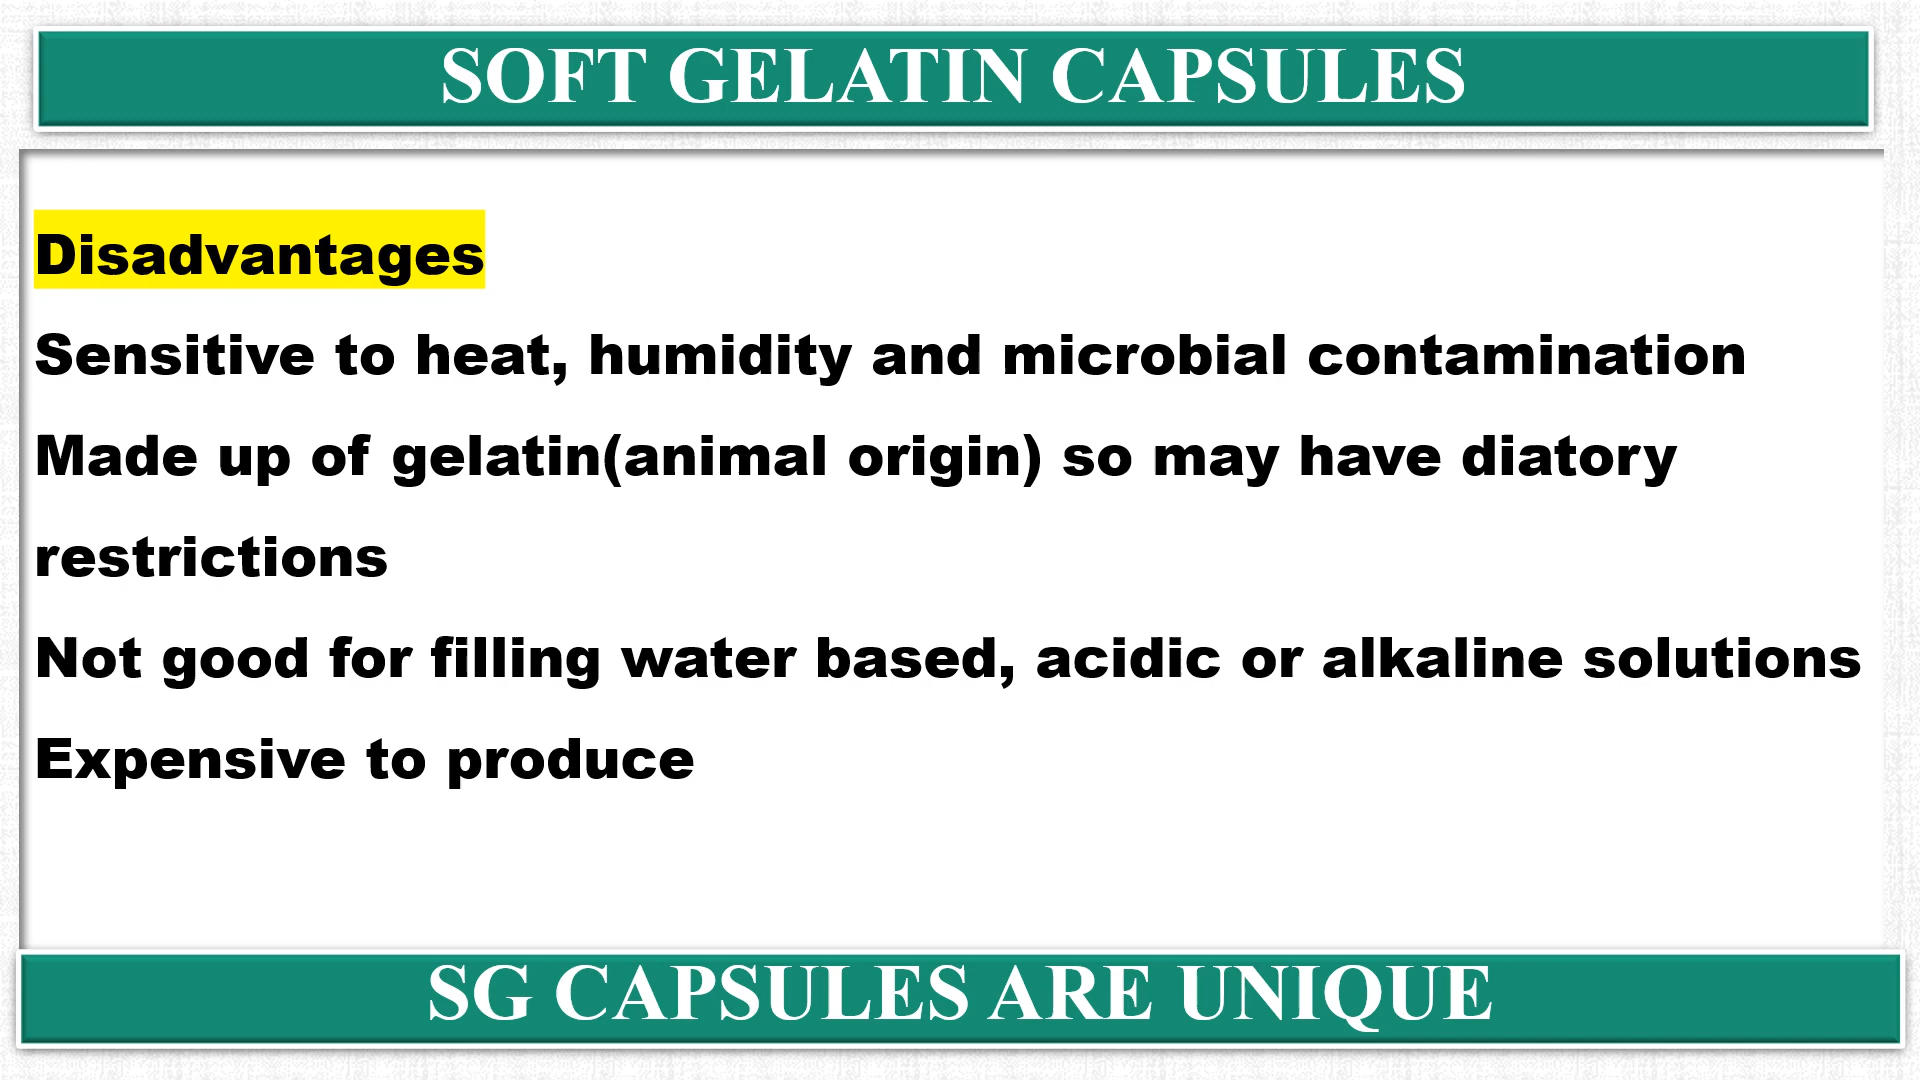 SOFT GELATIN CAPSULES
Disadvantages
Sensitive to heat, humidity and microbial contamination
Made up of gelatin(animal origin) so may have diatory
restrictions
Not good for filling water based, acidic or alkaline solutions
Expensive to produce
SG CAPSULES ARE UNIQUE